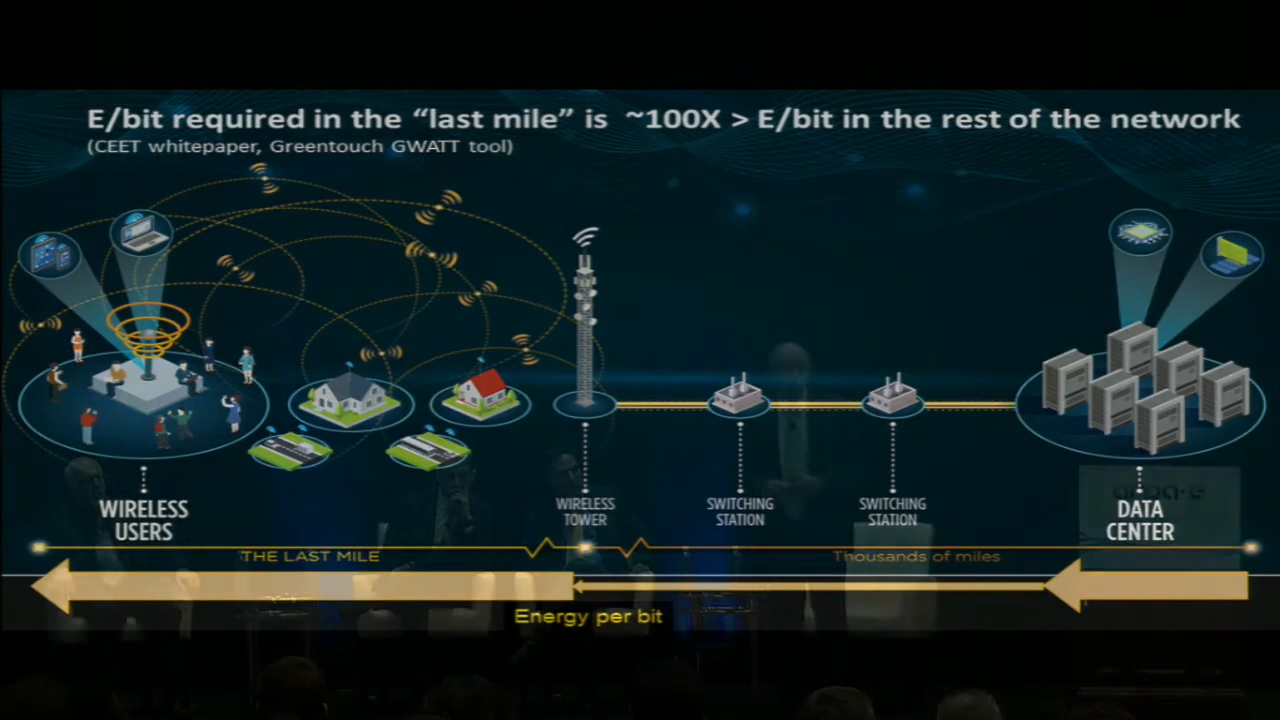 E/bit required in the “last mile” is ~100X > E/bit in the rest of the network
(CEET whitepaper, Greentouch GWATT tool)
WIRELESS
USERS
WIRELESS
TOWER
SWITCHING
STATION
SWITCHING
STATION
DATA
CENTER
THE LAST MILE
Thousands of miles
Energy per bit